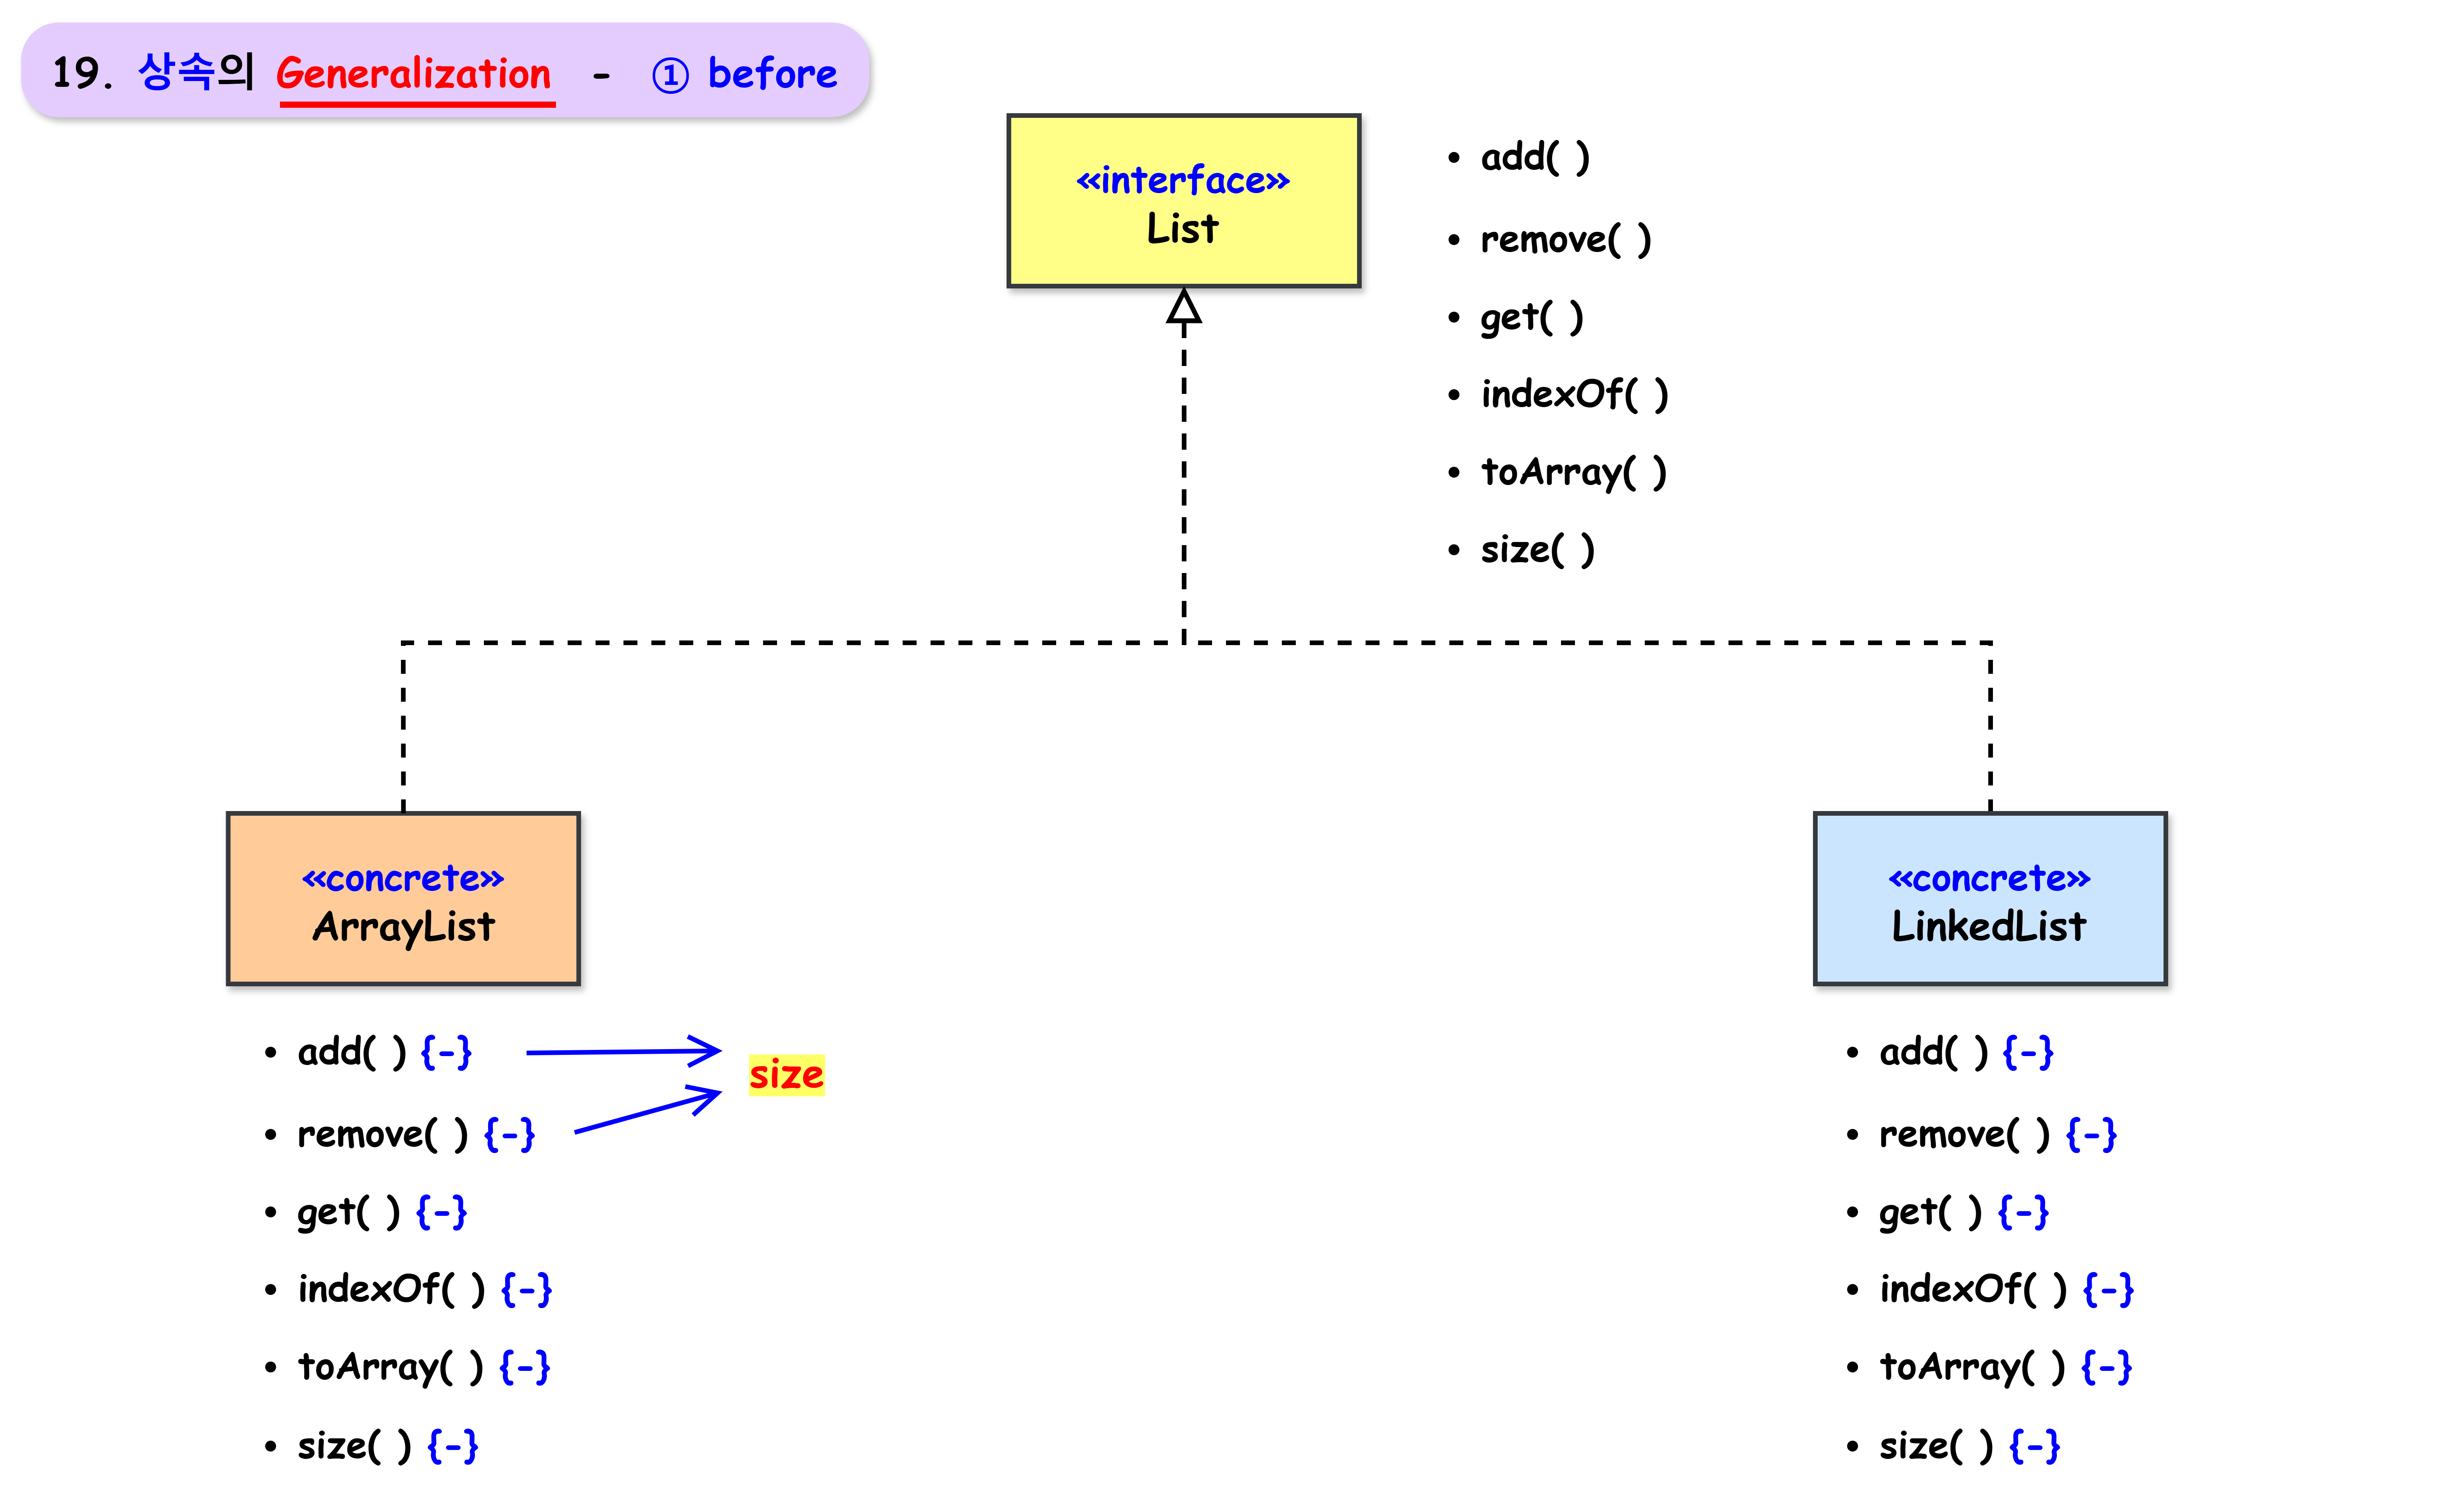 19. 상속의 Generalization - ① before
«interface»
List
• add( )
• remove( )
• get( )
• indexOf( )
• toArray( )
• size( )
«concrete»
ArrayList
• add( ) {-}
• remove( ) {-}
• get( ) {-}
• indexOf( ) {-}
• toArray( ) {-}
• size( ) {-}
size
«concrete»
LinkedList
• add( ) {-}
• remove( ) {-}
• get( ) {-}
• indexOf( ) {-}
• toArray( ) {-}
• size( ) {-}